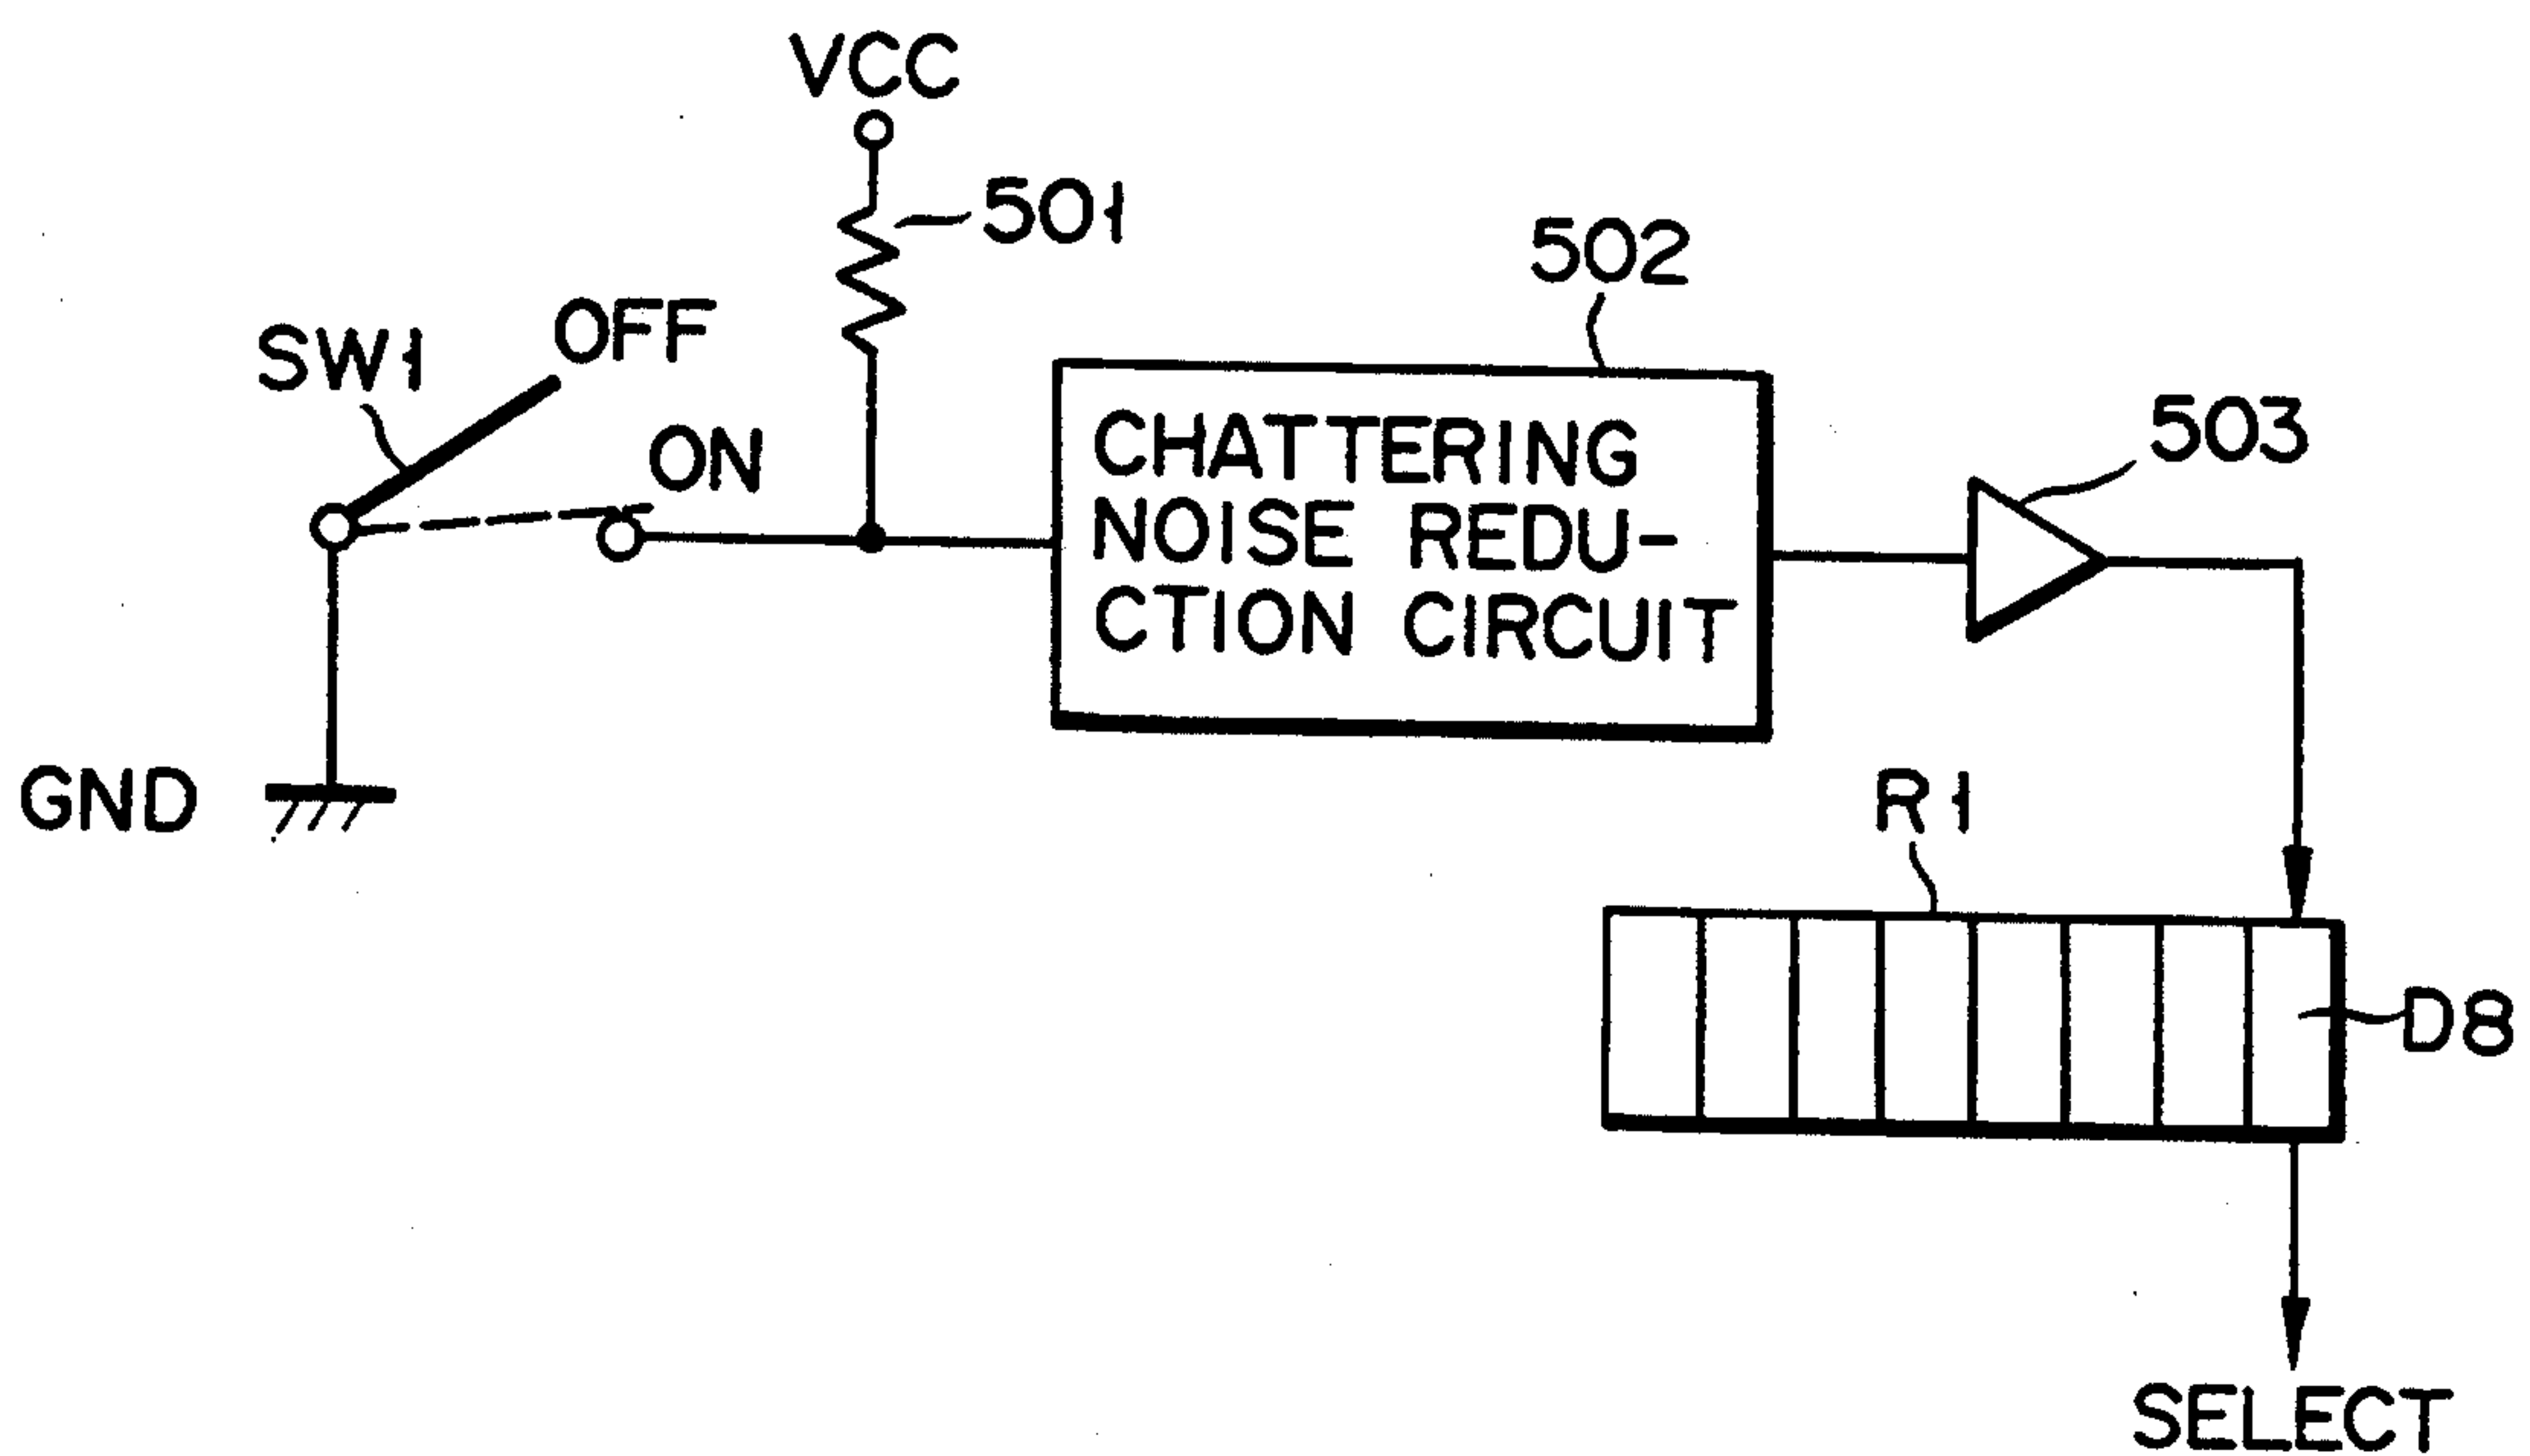 VCC
501
502
SW1
OFF
ON
503
CHATTERING
NOISE REDU-
CTION CIRCUIT
GND
R1
D8
SELECT